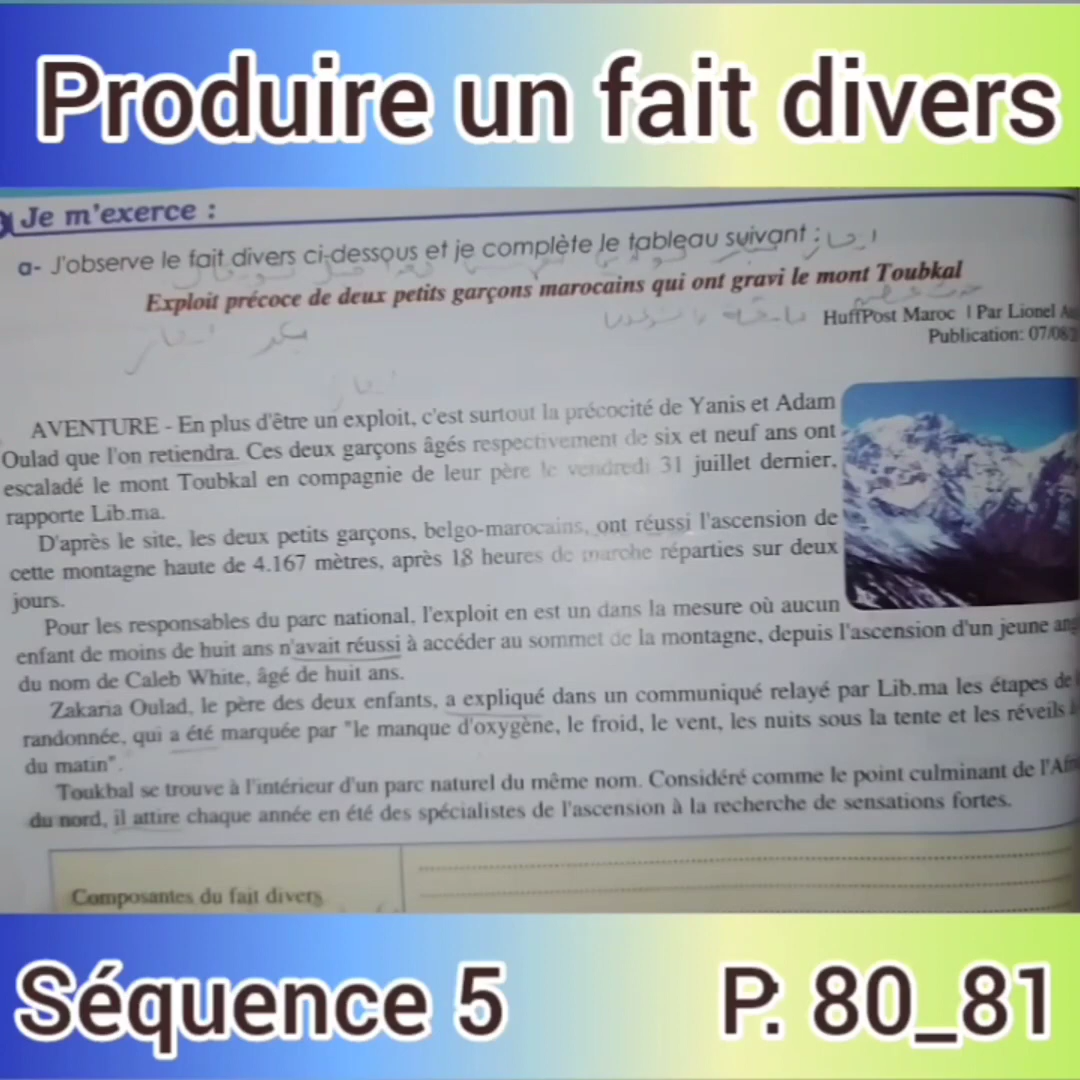 Produire un fait divers
Je m'exerce :
a- J'observe le fait divers ci-dessous et je complète le tableau suivant :
Exploit précoce de deux petits garçons marocains qui ont gravi le mont Toubkal
HuffPost Maroc | Par Lionel
Publication: 07/08
AVENTURE - En plus d'être un exploit, c'est surtout la précocité de Yanis et Adam
Oulad que l'on retiendra. Ces deux garçons âgés respectivement de six et neuf ans ont
escaladé le mont Toubkal en compagnie de leur père le vendredi 31 juillet dernier,
rapporte Lib.ma.
D'après le site, les deux petits garçons, belgo-marocains, ont réussi l'ascension de
cette montagne haute de 4.167 mètres, après 18 heures de marche réparties sur deux
jours.
Pour les responsables du parc national, l'exploit en est un dans la mesure où aucun
enfant de moins de huit ans n'avait réussi à accéder au sommet de la montagne, depuis l'ascension d'un jeune
du nom de Caleb White, âgé de huit ans.
Zakaria Oulad, le père des deux enfants, a expliqué dans un communiqué relayé par Lib.ma les étapes de
randonnée, qui a été marquée par "le manque d'oxygène, le froid, le vent, les nuits sous la tente et les réveils
du matin".
Toukbal se trouve à l'intérieur d'un parc naturel du même nom. Considéré comme le point culminant de
du nord, il attire chaque année en été des spécialistes de l'ascension à la recherche de sensations fortes.
Composantes du fait divers
Séquence 5 P. 80_81